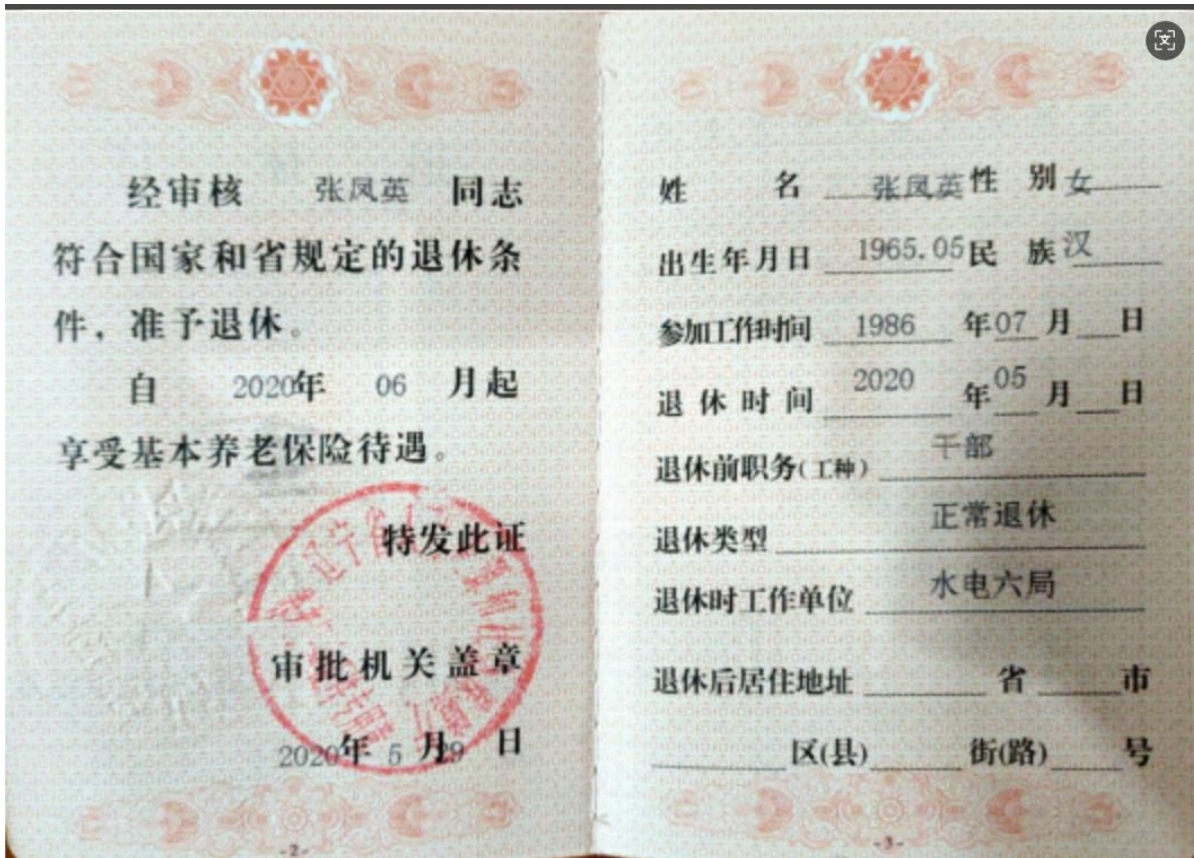 经审核 张凤英 同志
符合国家和省规定的退休条
件，准予退休。
自 2020年 06 月起
享受基本养老保险待遇。
特发此证
审批机关盖章
2020年 5 月29 日
-2-
姓 名 张凤英 性 别 女
出生年月日 1965.05 民 族 汉
参加工作时间 1986 年 07 月 日
退休时间 2020 年 05 月 日
退休前职务(工种) 干部
退休类型 正常退休
退休时工作单位 水电六局
退休后居住地址 省 市
区(县) 街(路) 号
-3-